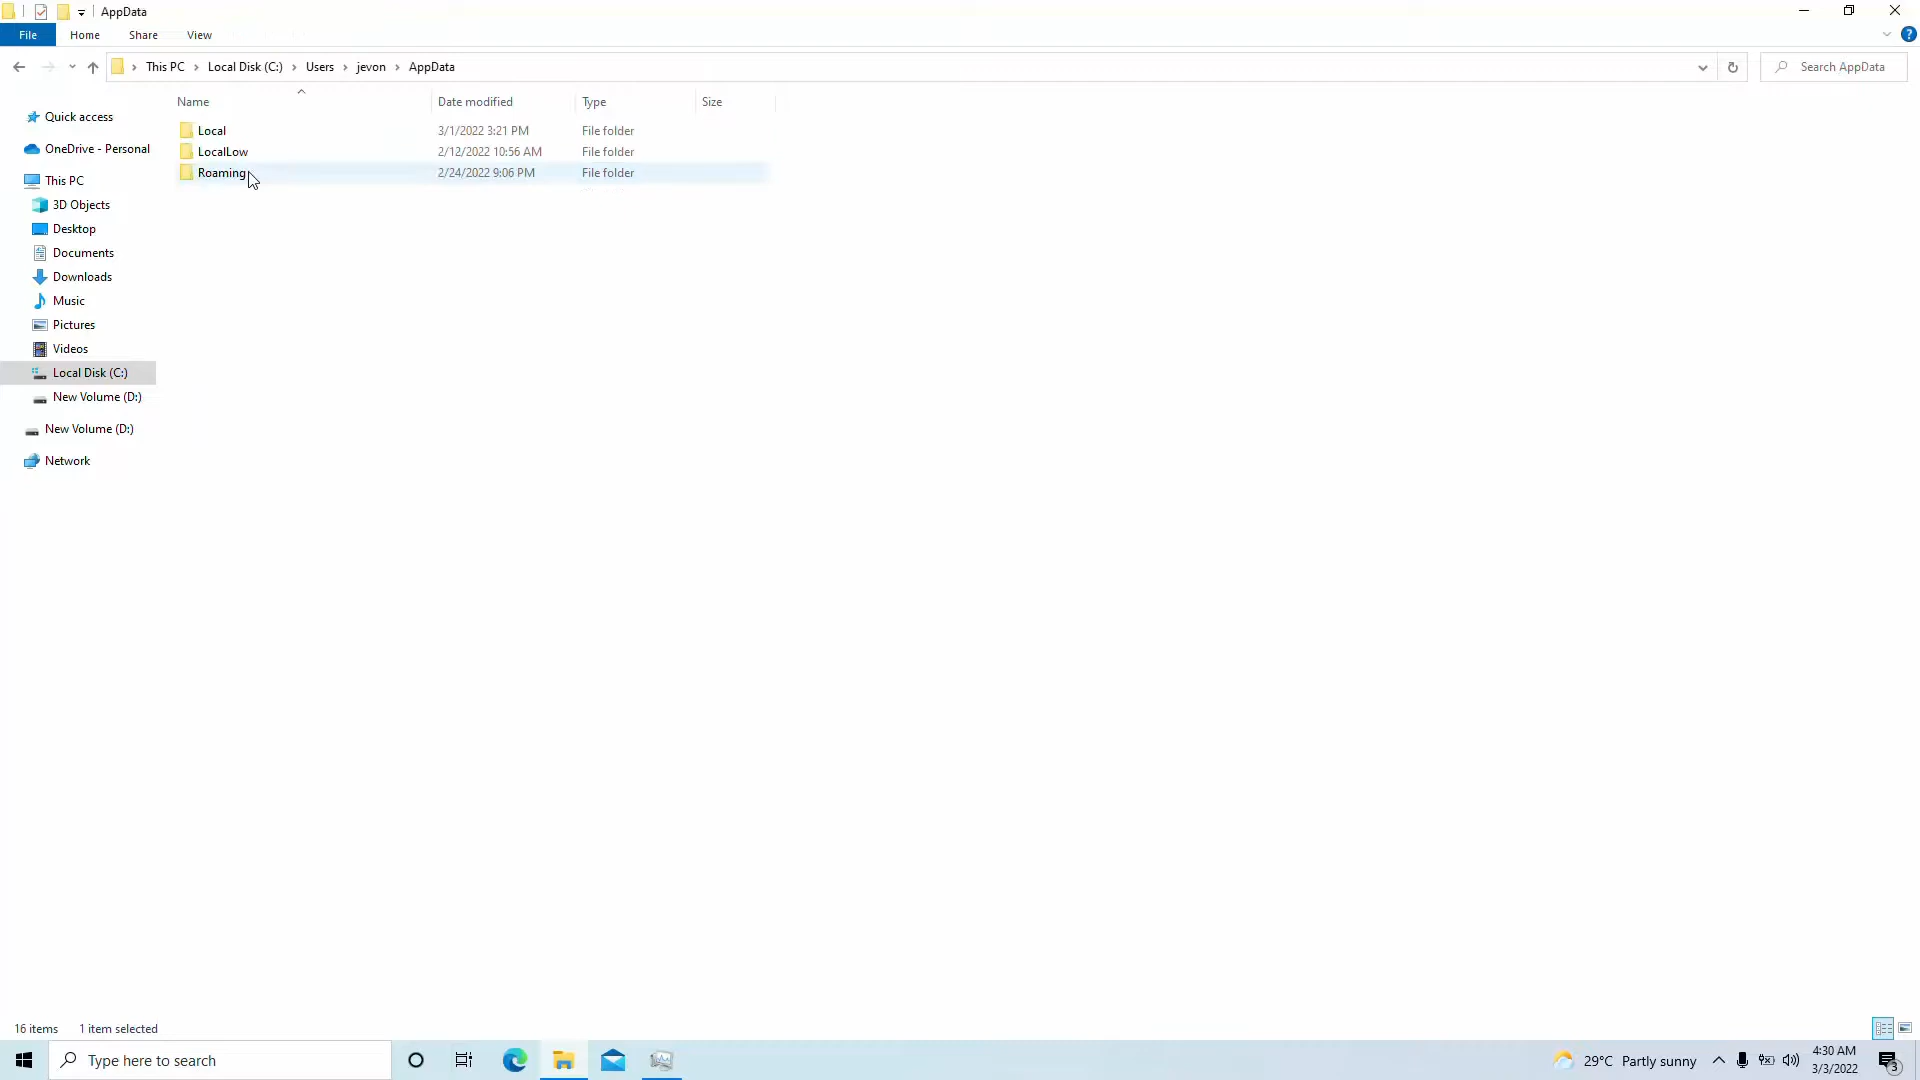 AppData
File Home Share View
This PC Local Disk (C:) Users jevon AppData
Search AppData
Name Date modified Type Size
Local 3/1/2022 3:21 PM File folder
LocalLow 2/12/2022 10:56 AM File folder
Roaming 2/24/2022 9:06 PM File folder
Quick access
OneDrive - Personal
This PC
3D Objects
Desktop
Documents
Downloads
Music
Pictures
Videos
Local Disk (C:)
New Volume (D:)
New Volume (D:)
Network
16 items 1 item selected
Type here to search
29°C Partly sunny
4:30 AM
3/3/2022
3